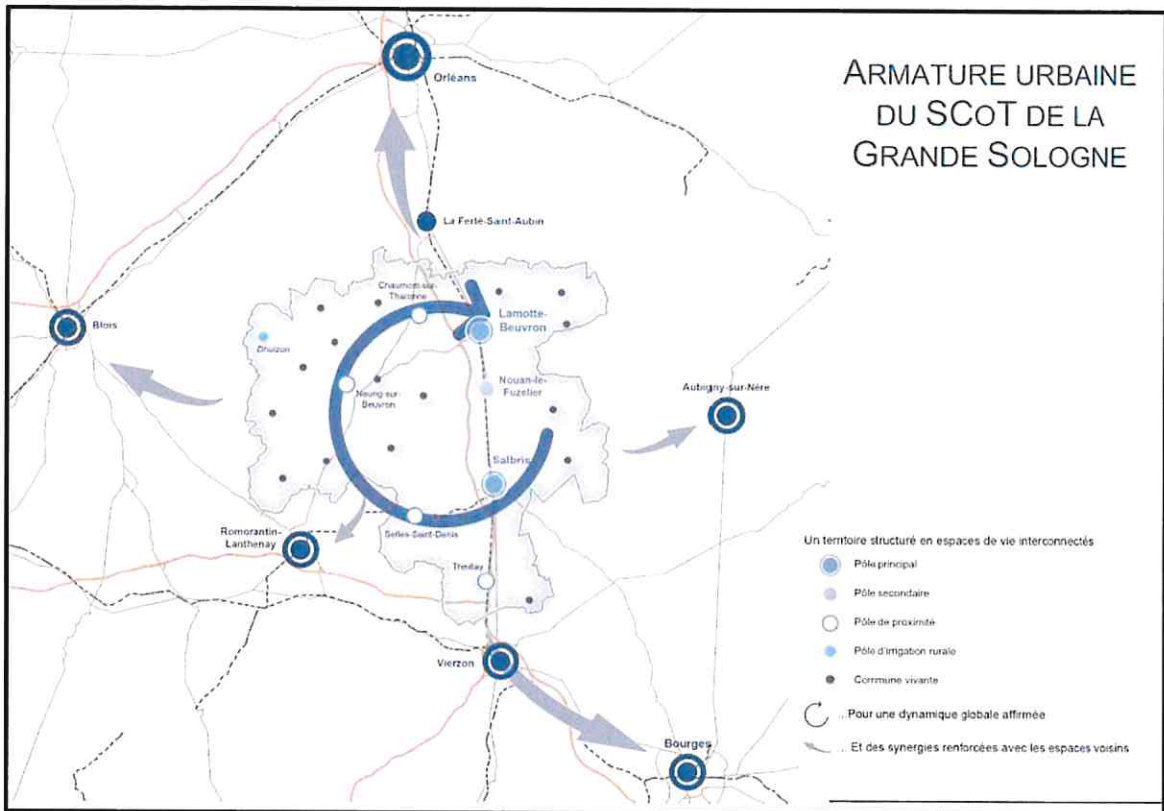 ARMATURE URBAINE
DU SCOT DE LA
GRANDE SOLOGNE
Orléans
La Ferté-Saint-Aubin
Chaumont-sur-
Tharonne
Lamotte-
Beuvron
Blois
Dhuizon
Neung-sur-
Beuvron
Nouan-le-
Fuzelier
Aubigny-sur-Nère
Salbris
Selles-Saint-Denis
Romorantin-
Lanthenay
Theillay
Vierzon
Bourges
Un territoire structuré en espaces de vie interconnectés
Pôle principal
Pôle secondaire
Pôle de proximité
Pôle d'irrigation rurale
Commune vivante
...Pour une dynamique globale affirmée
... Et des synergies renforcées avec les espaces voisins